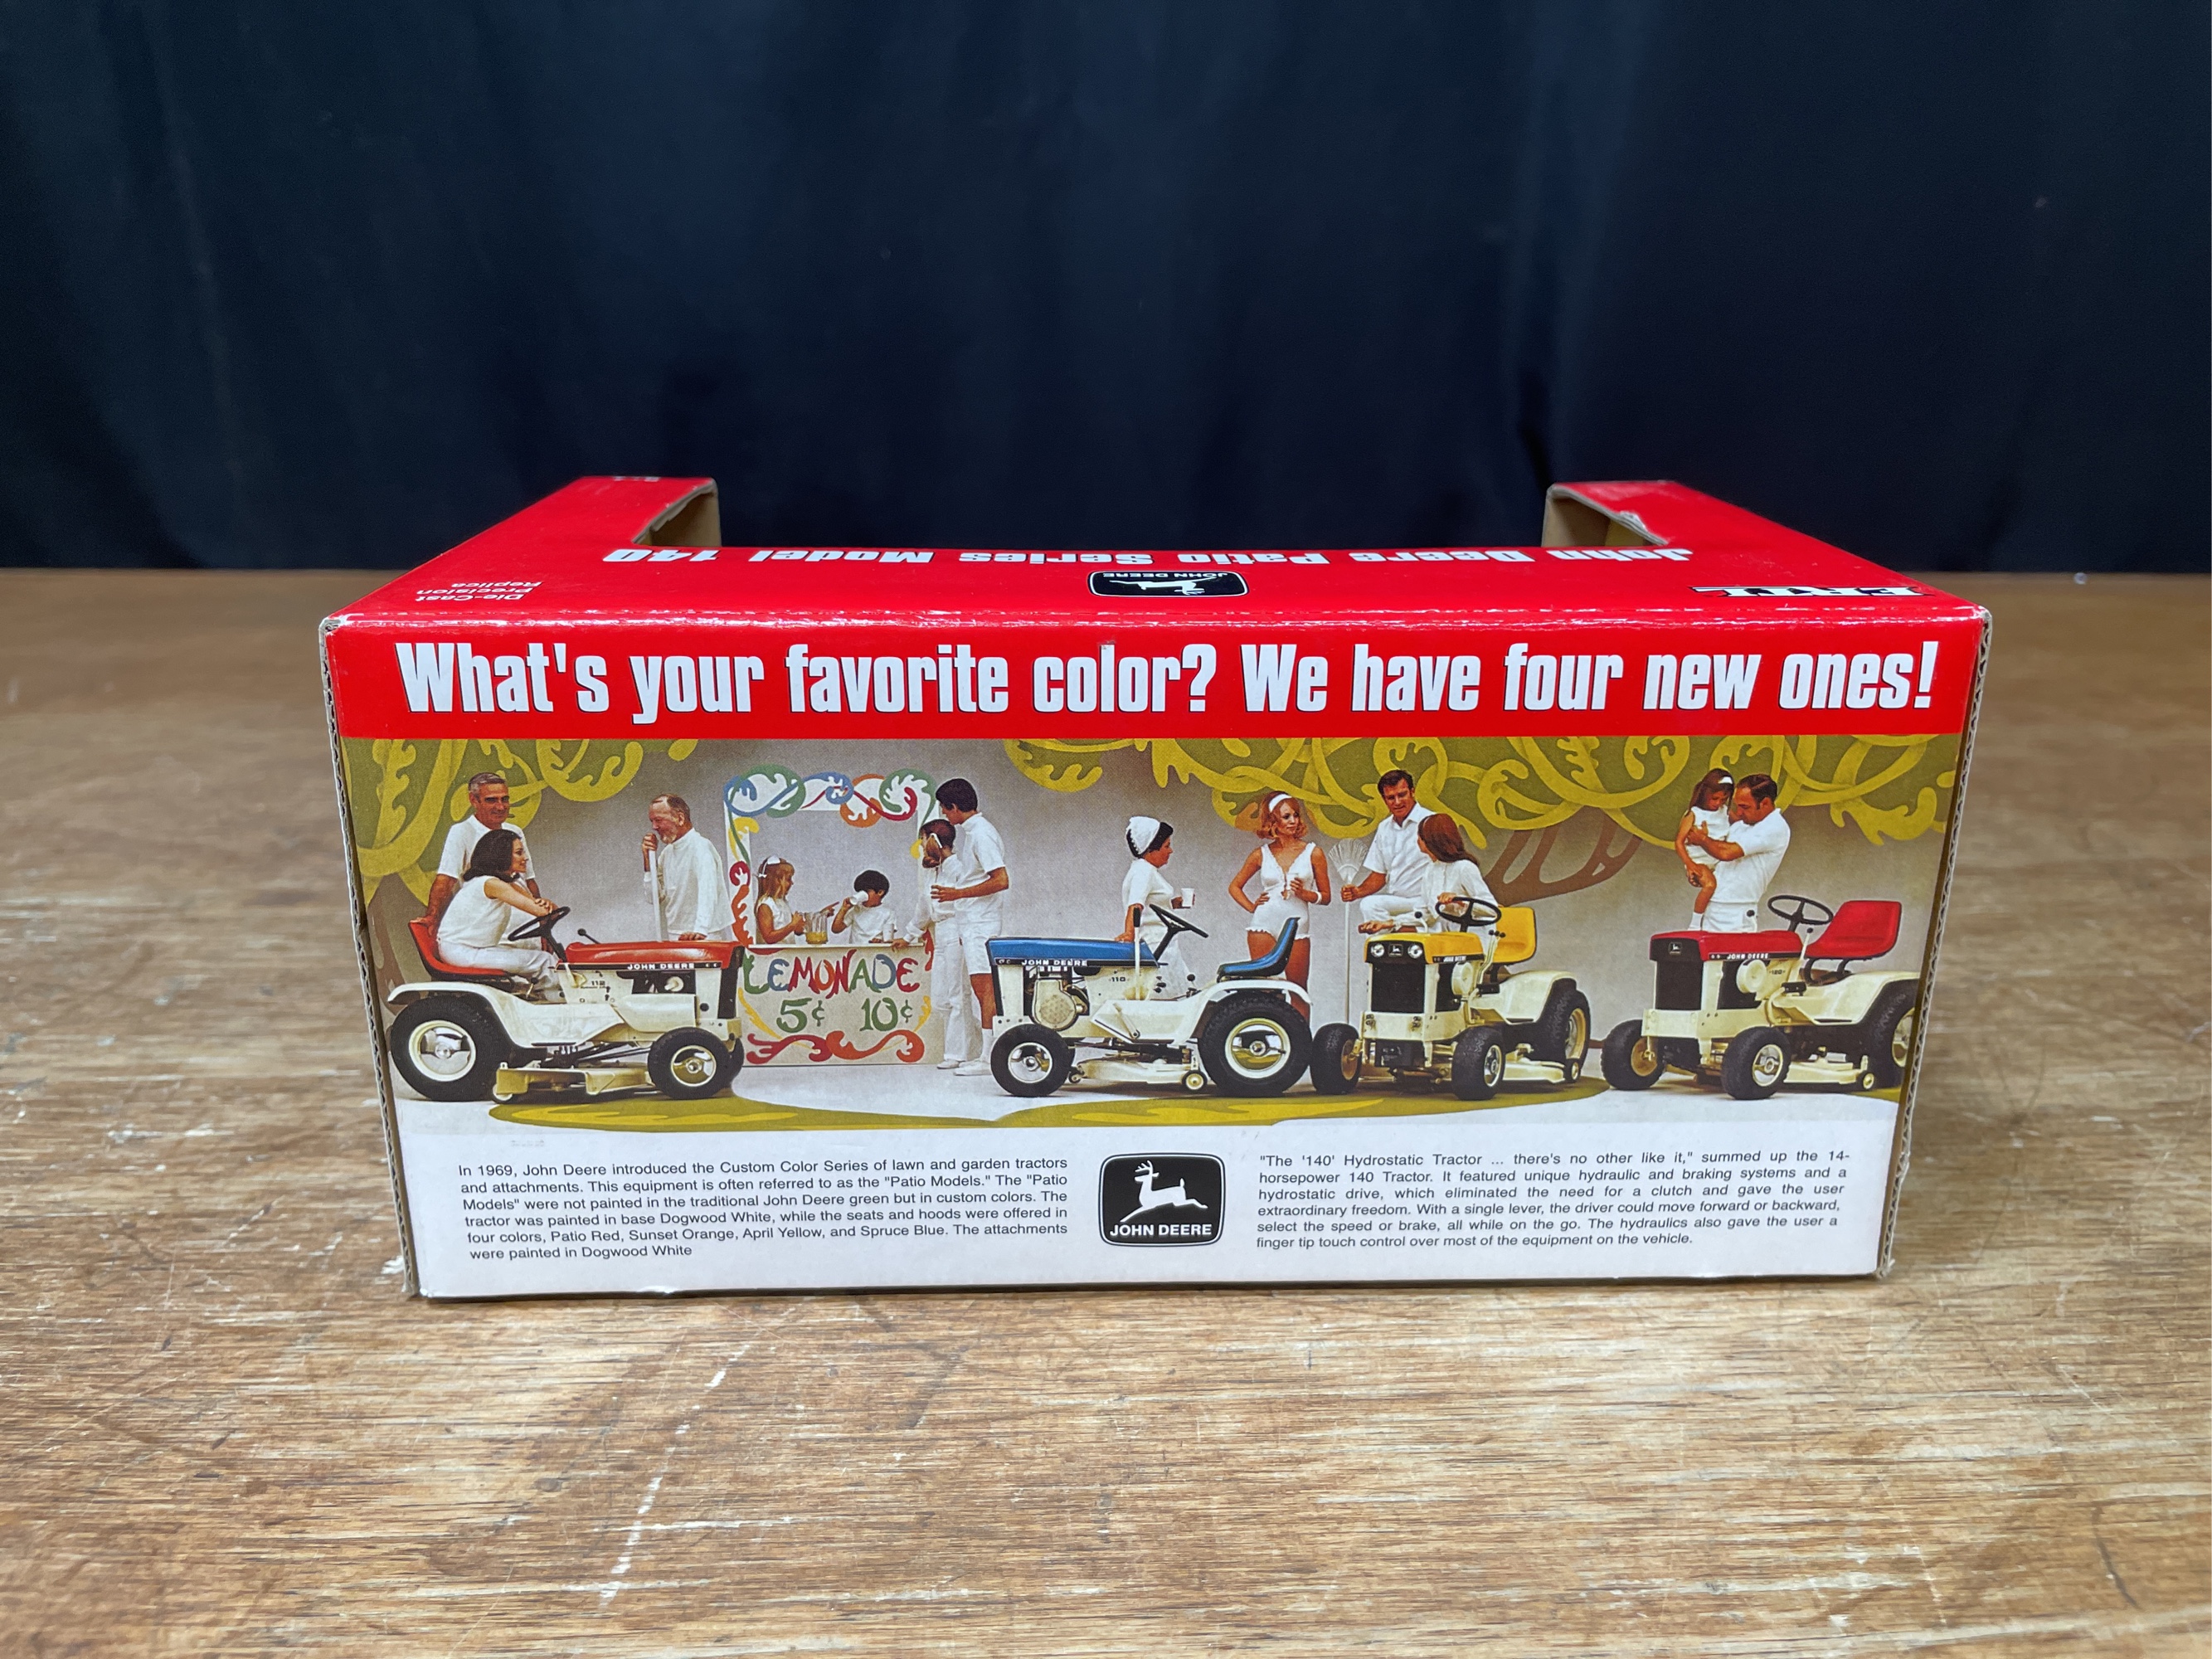 John Deere Patio Series Model 140
JOHN DEERE
ERTL
Die-Cast
Precision
Replica
What's your favorite color? We have four new ones!
JOHN DEERE
112
LEMONADE
5¢ 10¢
JOHN DEERE
110
JOHN DEERE
JOHN DEERE
120
In 1969, John Deere introduced the Custom Color Series of lawn and garden tractors
and attachments. This equipment is often referred to as the "Patio Models." The "Patio
Models" were not painted in the traditional John Deere green but in custom colors. The
tractor was painted in base Dogwood White, while the seats and hoods were offered in
four colors, Patio Red, Sunset Orange, April Yellow, and Spruce Blue. The attachments
were painted in Dogwood White
JOHN DEERE
"The '140' Hydrostatic Tractor ... there's no other like it," summed up the 14-
horsepower 140 Tractor. It featured unique hydraulic and braking systems and a
hydrostatic drive, which eliminated the need for a clutch and gave the user
extraordinary freedom. With a single lever, the driver could move forward or backward,
select the speed or brake, all while on the go. The hydraulics also gave the user a
finger tip touch control over most of the equipment on the vehicle.